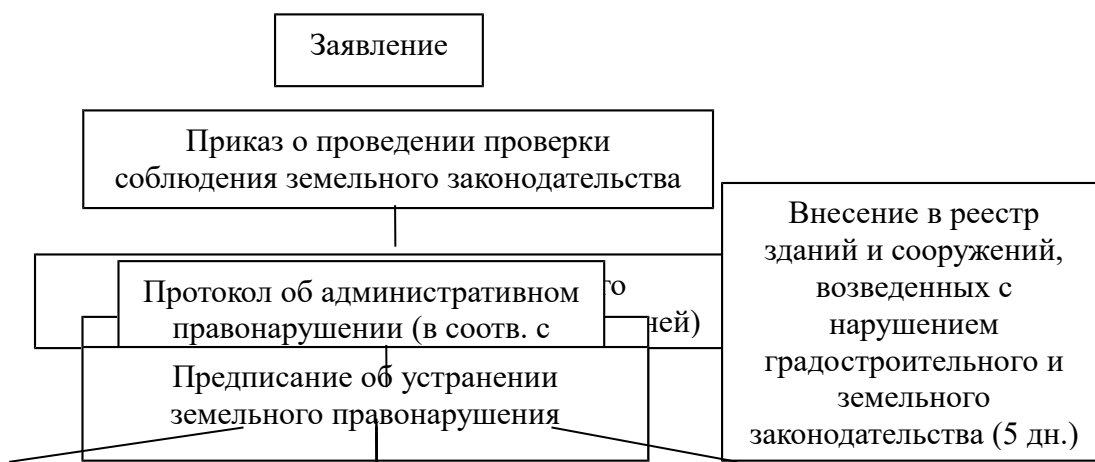 Заявление
Приказ о проведении проверки
соблюдения земельного законодательства
Протокол об административном
правонарушении (в соотв. с
ней)
Предписание об устранении
земельного правонарушения
Внесение в реестр
зданий и сооружений,
возведенных с
нарушением
градостроительного и
земельного
законодательства (5 дн.)